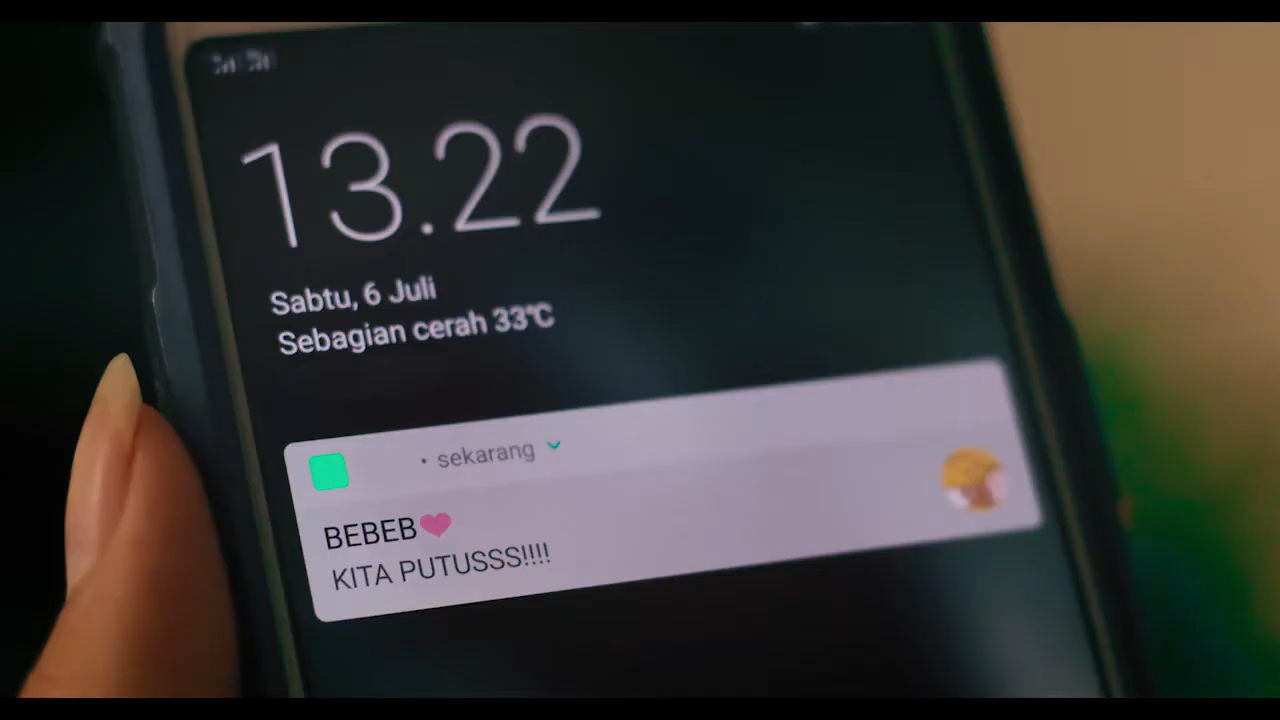 13.22
Sabtu, 6 Juli
Sebagian cerah 33°C
• sekarang
BEBEB🩷
KITA PUTUSSS!!!!